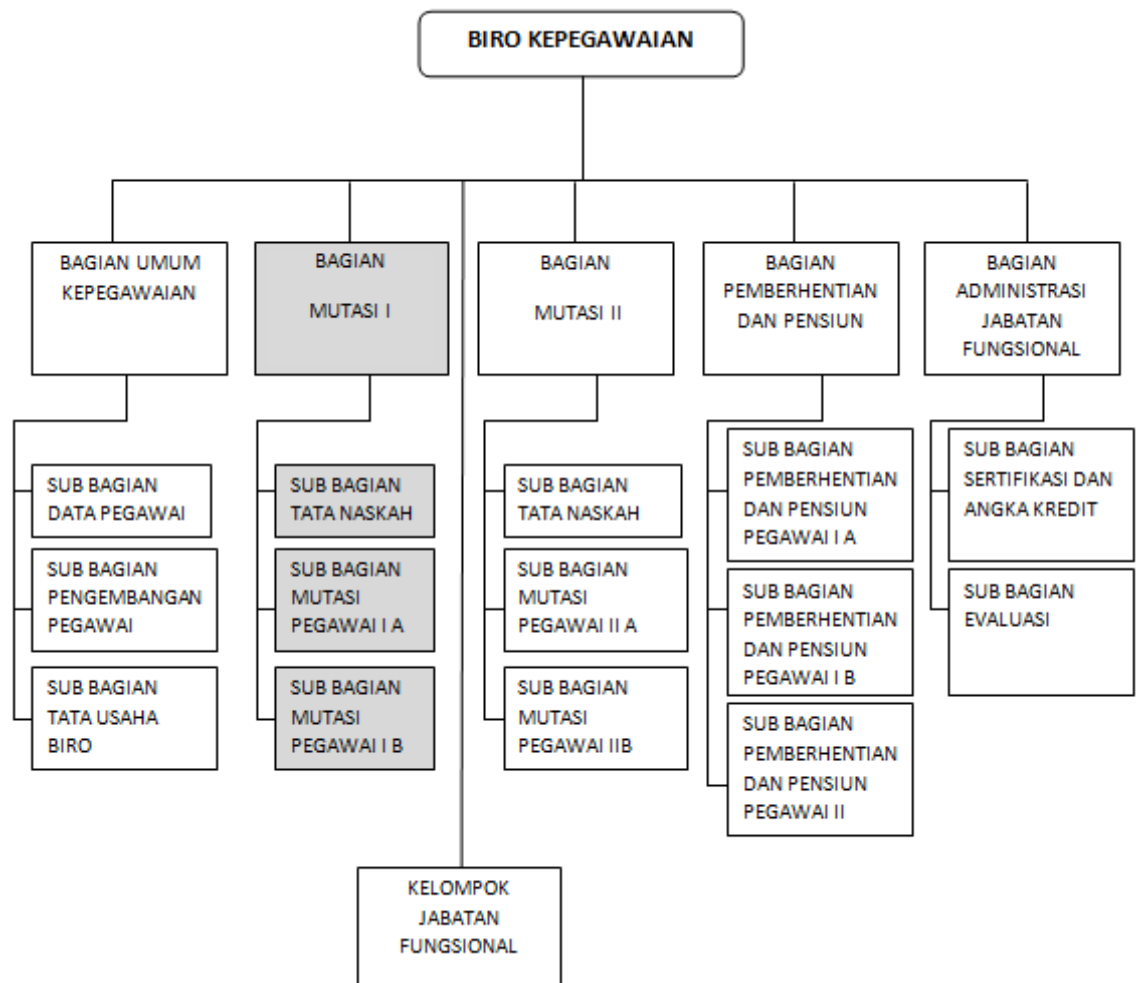 BIRO KEPEGAWAIAN
BAGIAN UMUM
KEPEGAWAIAN
BAGIAN
MUTASI I
BAGIAN
MUTASI II
BAGIAN
PEMBERHENTIAN
DAN PENSIUN
BAGIAN
ADMINISTRASI
JABATAN
FUNGSIONAL
SUB BAGIAN
DATA PEGAWAI
SUB BAGIAN
PENGEMBANGAN
PEGAWAI
SUB BAGIAN
TATA USAHA
BIRO
SUB BAGIAN
TATA NASKAH
SUB BAGIAN
MUTASI
PEGAWAI I A
SUB BAGIAN
MUTASI
PEGAWAI I B
SUB BAGIAN
TATA NASKAH
SUB BAGIAN
MUTASI
PEGAWAI II A
SUB BAGIAN
MUTASI
PEGAWAI IIB
SUB BAGIAN
PEMBERHENTIAN
DAN PENSIUN
PEGAWAI I A
SUB BAGIAN
PEMBERHENTIAN
DAN PENSIUN
PEGAWAI I B
SUB BAGIAN
PEMBERHENTIAN
DAN PENSIUN
PEGAWAI II
SUB BAGIAN
SERTIFIKASI DAN
ANGKA KREDIT
SUB BAGIAN
EVALUASI
KELOMPOK
JABATAN
FUNGSIONAL